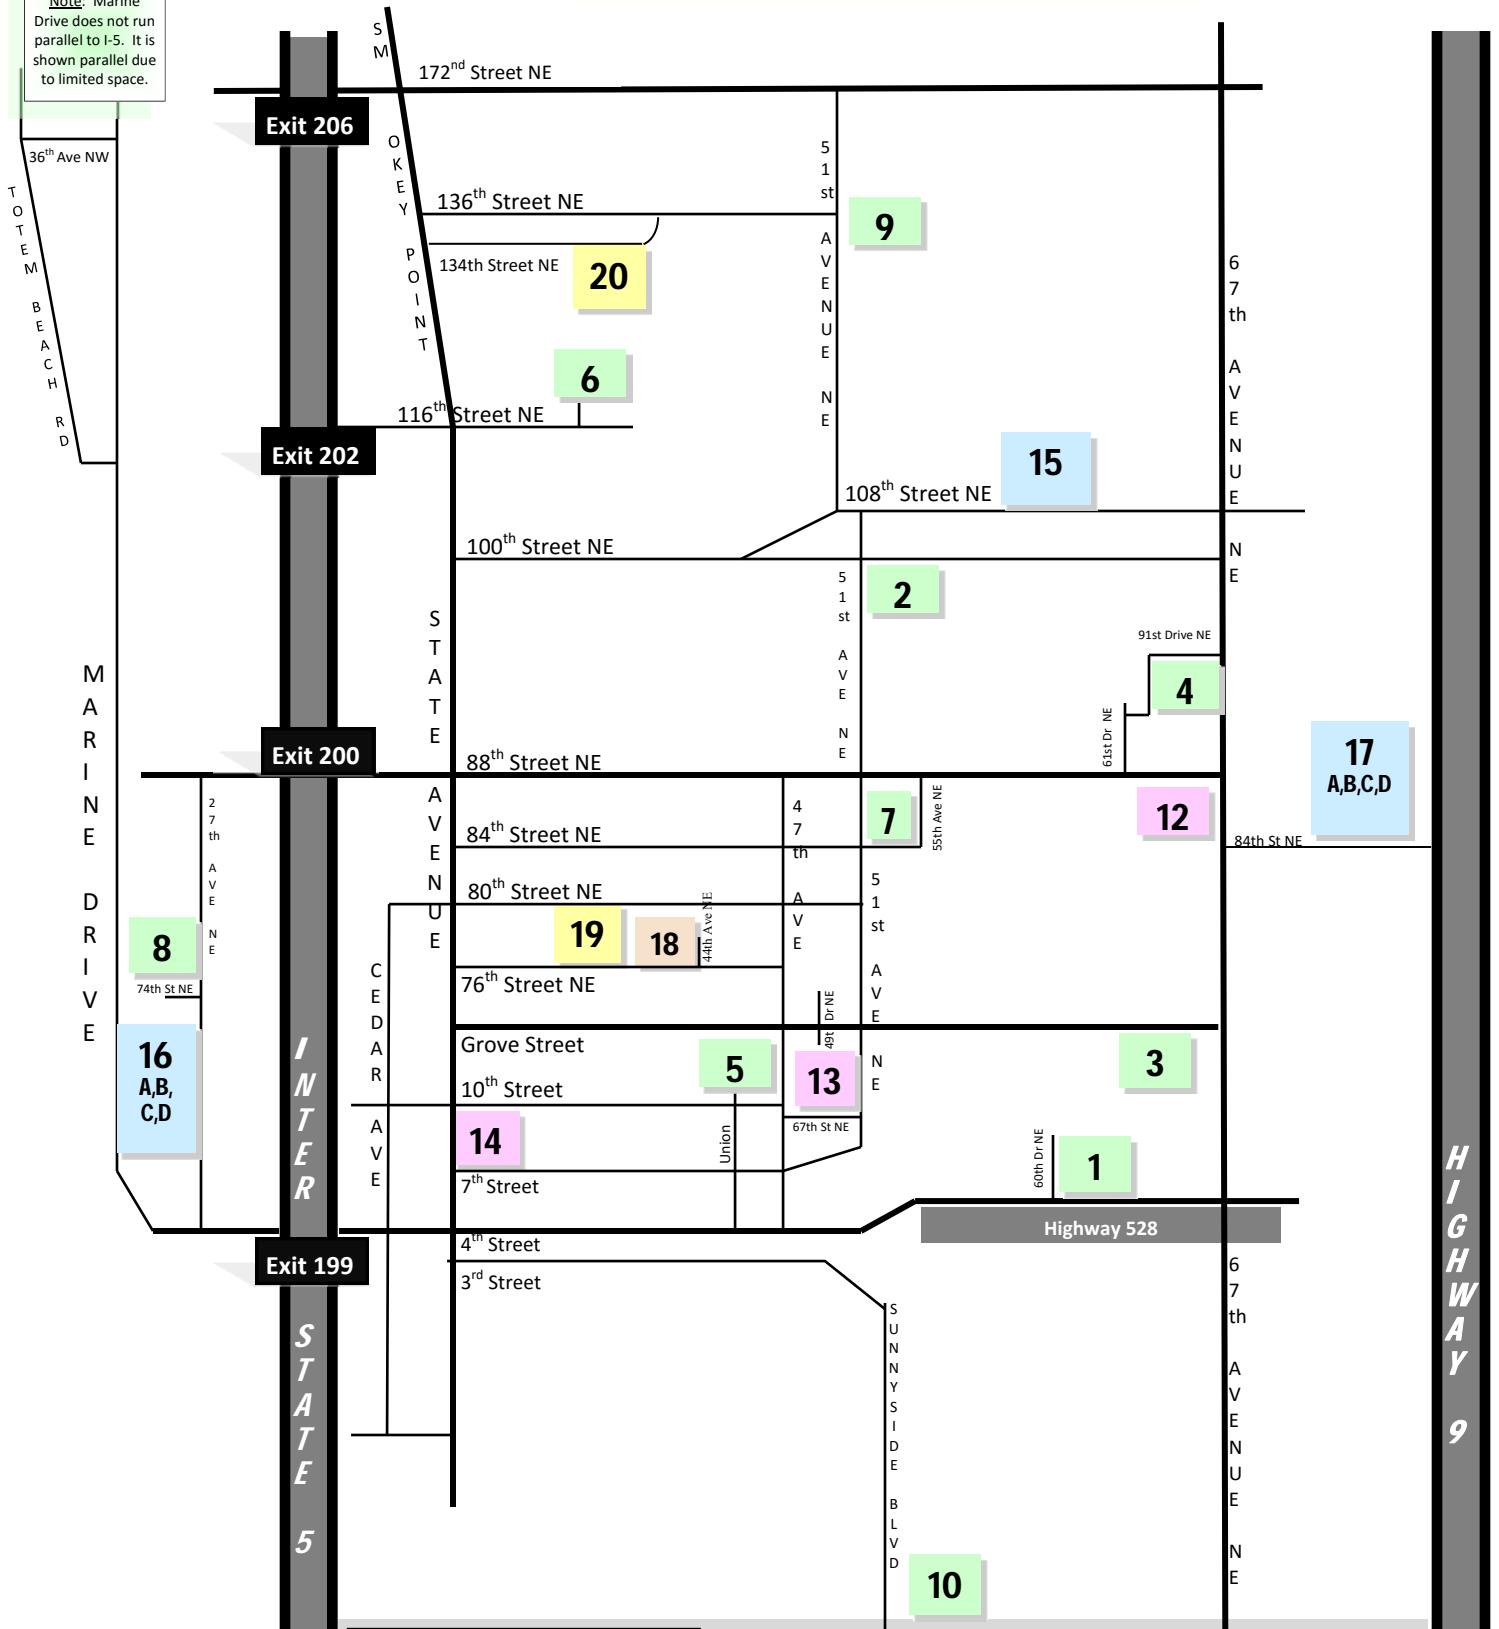 Note: Marine
Drive does not run
parallel to I-5. It is
shown parallel due
to limited space.
SMOKEY POINT
172nd Street NE
Exit 206
36th Ave NW
TOTEM BEACH RD
51st AVENUE NE
136th Street NE
9
134th Street NE
20
67th AVENUE NE
6
116th Street NE
Exit 202
15
108th Street NE
100th Street NE
51st AVE NE
2
STATE AVENUE
91st Drive NE
4
61st Dr NE
MARINE DRIVE
Exit 200
88th Street NE
17
A,B,C,D
27th AVE NE
47th AVE
7
55th Ave NE
12
84th Street NE
84th St NE
80th Street NE
51st AVE NE
44th Ave NE
19
18
8
76th Street NE
CEDAR AVE
74th St NE
49t Dr NE
16
A,B,
C,D
INTERSTATE 5
Grove Street
5
13
3
10th Street
14
67th St NE
Union
60th Dr NE
1
7th Street
HIGHWAY 9
Highway 528
4th Street
Exit 199
3rd Street
67th AVENUE NE
SUNNYSIDE BLVD
10